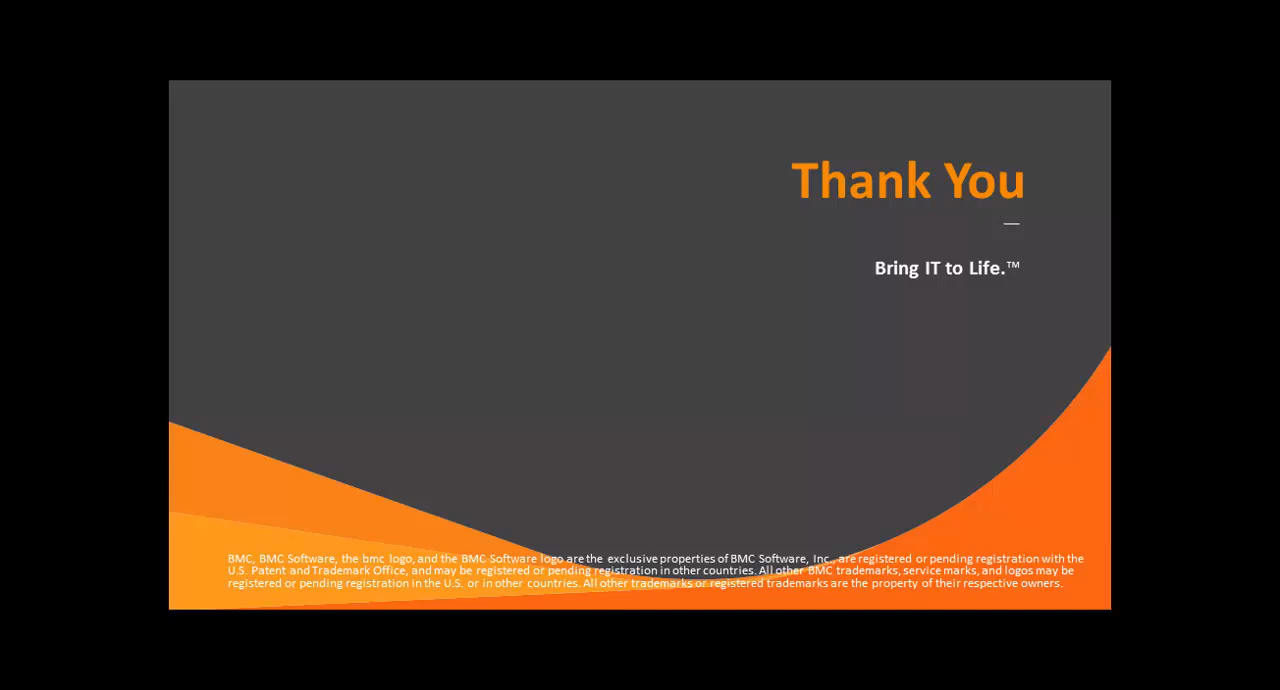 Thank You
—
Bring IT to Life.™
BMC, BMC Software, the bmc logo, and the BMC Software logo are the exclusive properties of BMC Software, Inc., are registered or pending registration with the
U.S. Patent and Trademark Office, and may be registered or pending registration in other countries. All other BMC trademarks, service marks, and logos may be
registered or pending registration in the U.S. or in other countries. All other trademarks or registered trademarks are the property of their respective owners.